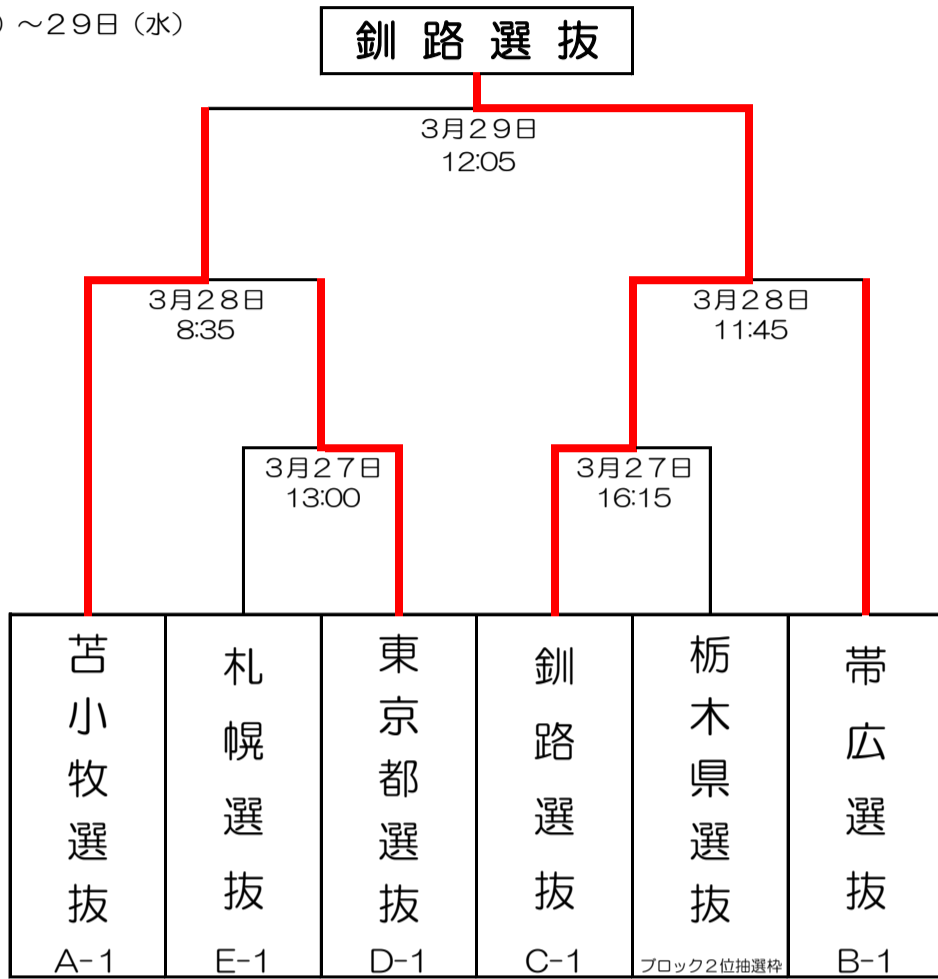 ～２９日（水）
釧路選抜
３月２９日
12:05
３月２８日
8:35
３月２８日
11:45
３月２７日
13:00
３月２７日
16:15
苫小牧選抜
札幌選抜
東京都選抜
釧路選抜
栃木県選抜
帯広選抜
A-1
E-1
D-1
C-1
ブロック２位抽選枠
B-1